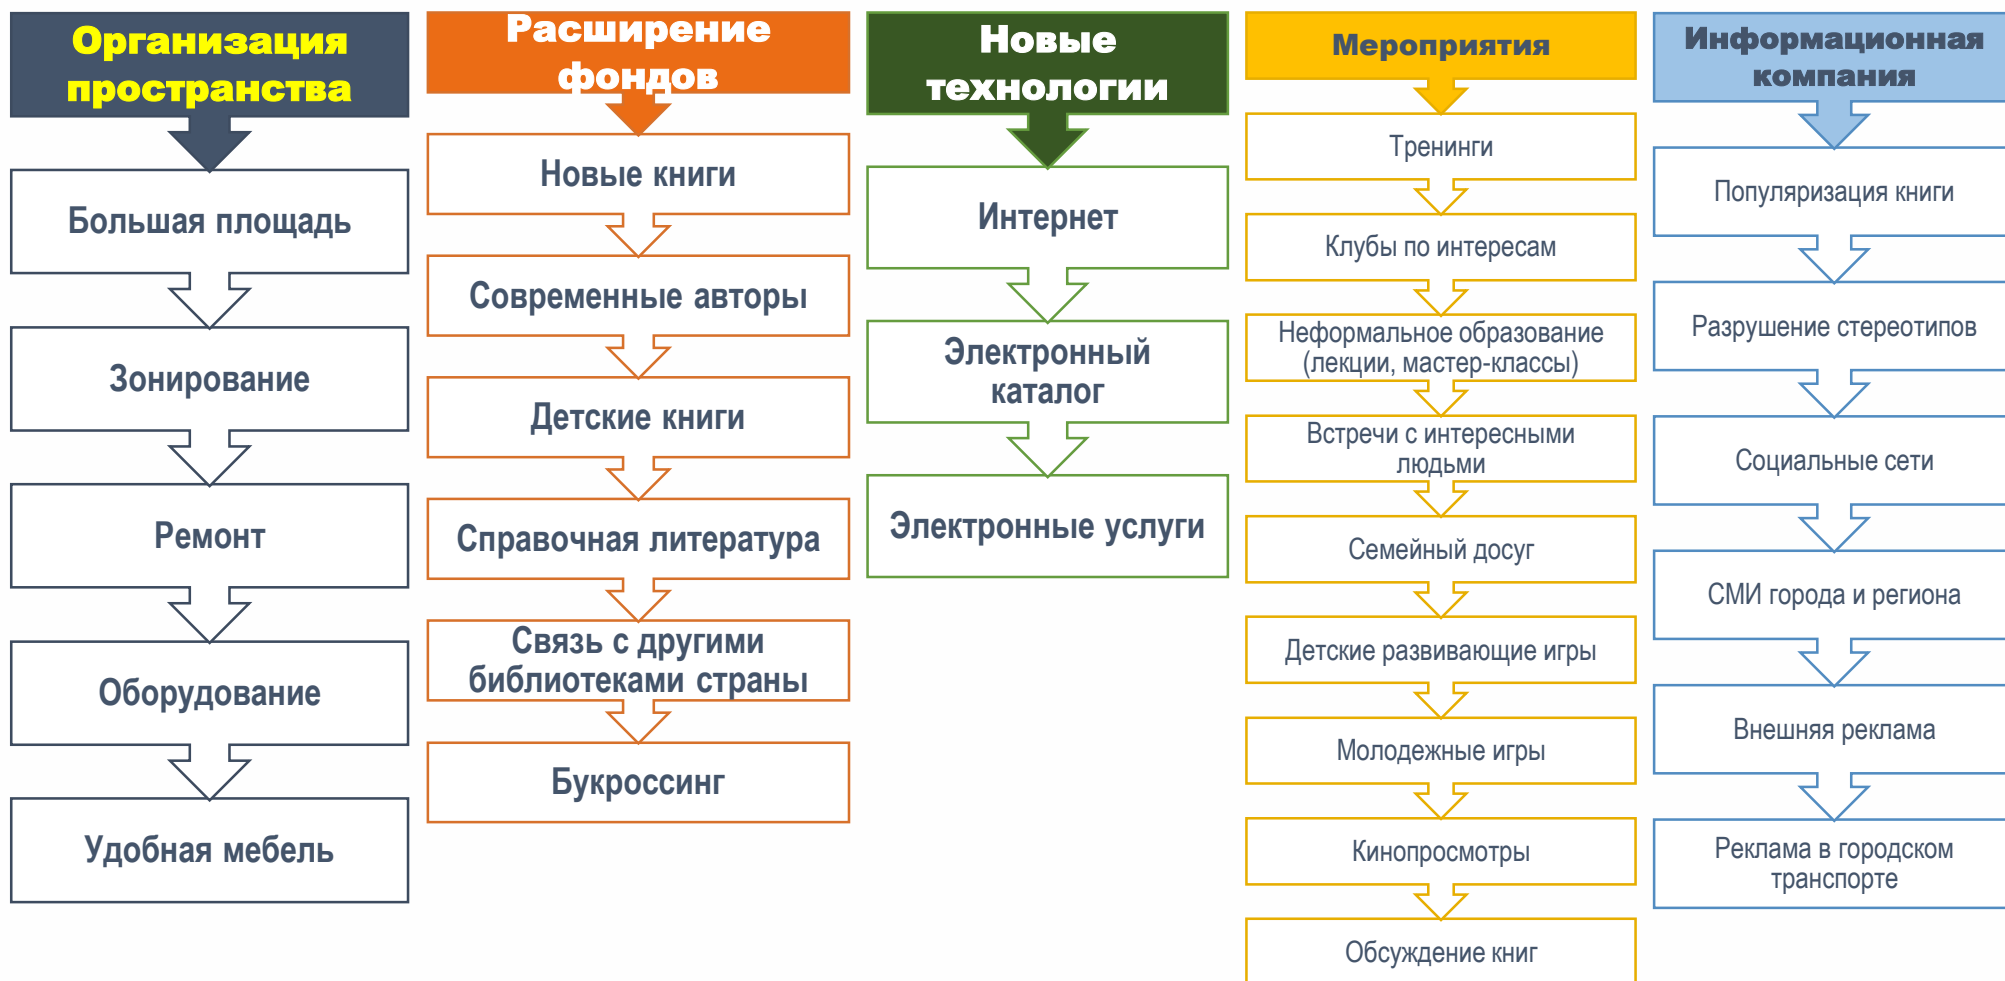 Организация
пространства
Большая площадь
Зонирование
Ремонт
Оборудование
Удобная мебель
Расширение
фондов
Новые книги
Современные авторы
Детские книги
Справочная литература
Связь с другими
библиотеками страны
Букроссинг
Новые
технологии
Интернет
Электронный
каталог
Электронные услуги
Мероприятия
Тренинги
Клубы по интересам
Неформальное образование
(лекции, мастер-классы)
Встречи с интересными
людьми
Семейный досуг
Детские развивающие игры
Молодежные игры
Кинопросмотры
Обсуждение книг
Информационная
компания
Популяризация книги
Разрушение стереотипов
Социальные сети
СМИ города и региона
Внешняя реклама
Реклама в городском
транспорте